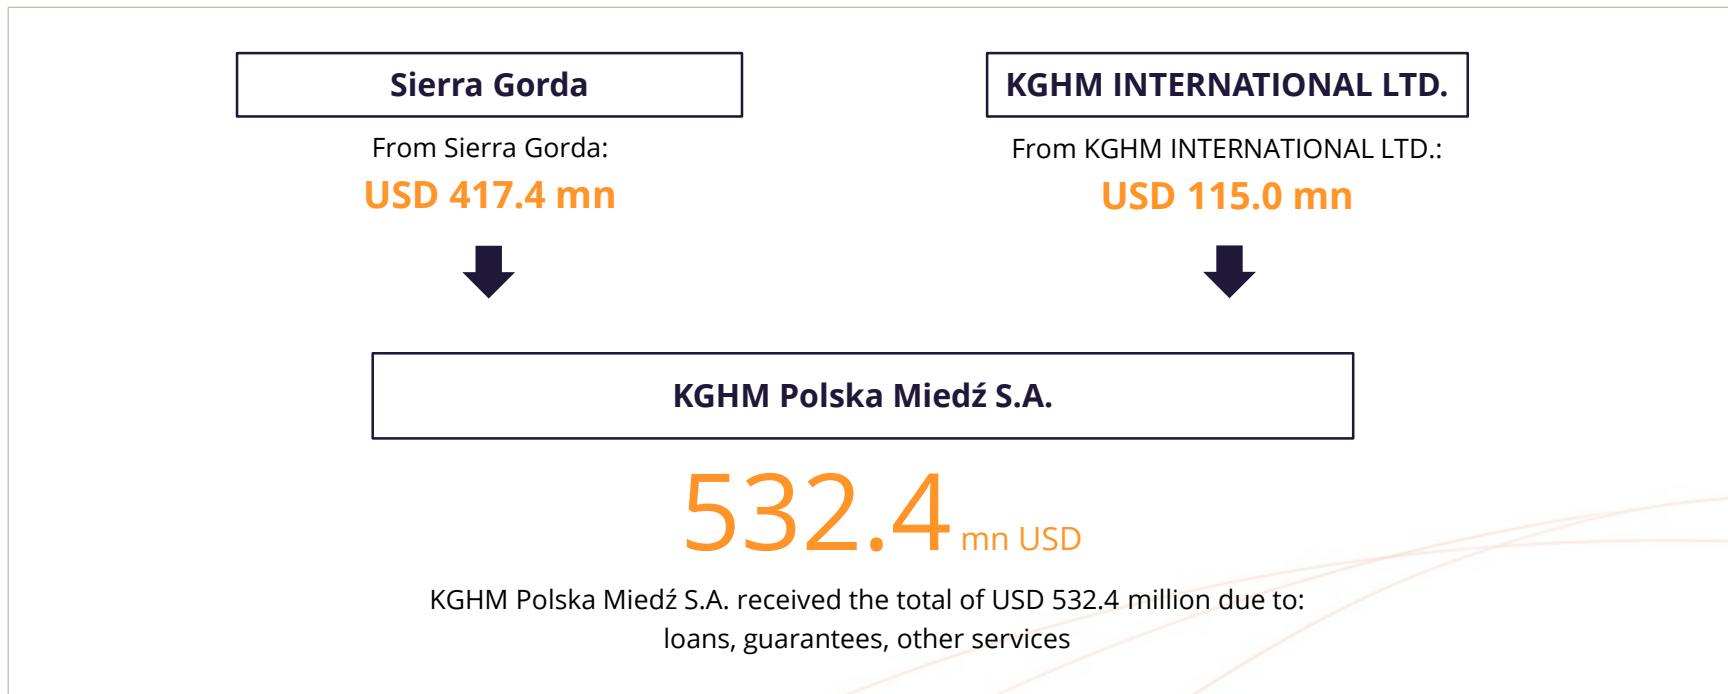 Sierra Gorda
From Sierra Gorda:
USD 417.4 mn
KGHM INTERNATIONAL LTD.
From KGHM INTERNATIONAL LTD.:
USD 115.0 mn
KGHM Polska Miedź S.A.
532.4 mn USD
KGHM Polska Miedź S.A. received the total of USD 532.4 million due to:
loans, guarantees, other services